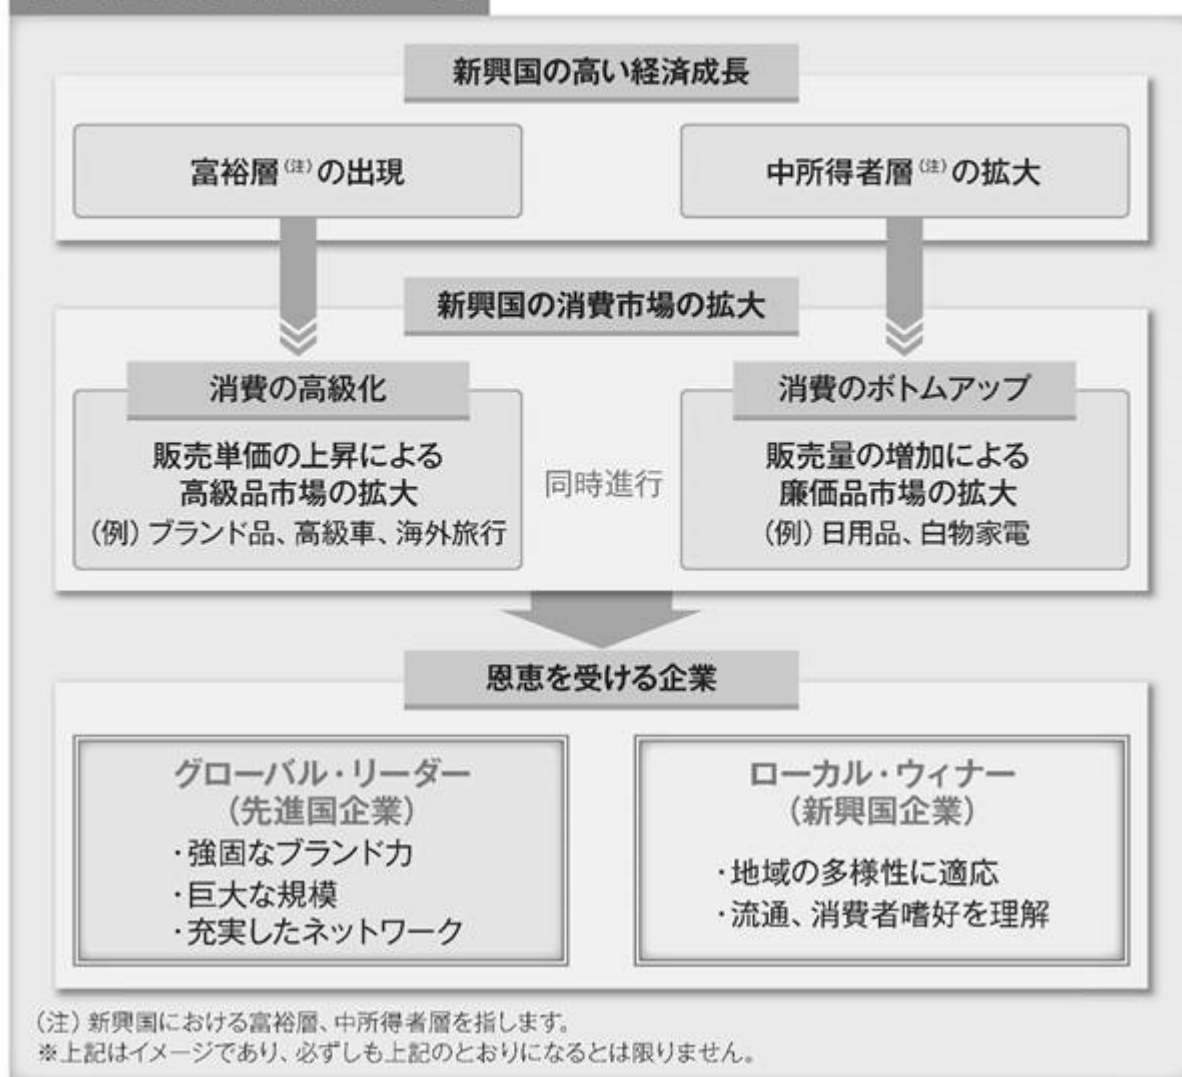 新興国の高い経済成長
富裕層(注)の出現
中所得者層(注)の拡大
新興国の消費市場の拡大
消費の高級化
販売単価の上昇による
高級品市場の拡大
(例)ブランド品、高級車、海外旅行
同時進行
消費のボトムアップ
販売量の増加による
廉価品市場の拡大
(例)日用品、白物家電
恩恵を受ける企業
グローバル・リーダー
(先進国企業)
・強固なブランド力
・巨大な規模
・充実したネットワーク
ローカル・ウィナー
(新興国企業)
・地域の多様性に適応
・流通、消費者嗜好を理解
(注)新興国における富裕層、中所得者層を指します。
※上記はイメージであり、必ずしも上記のとおりになるとは限りません。